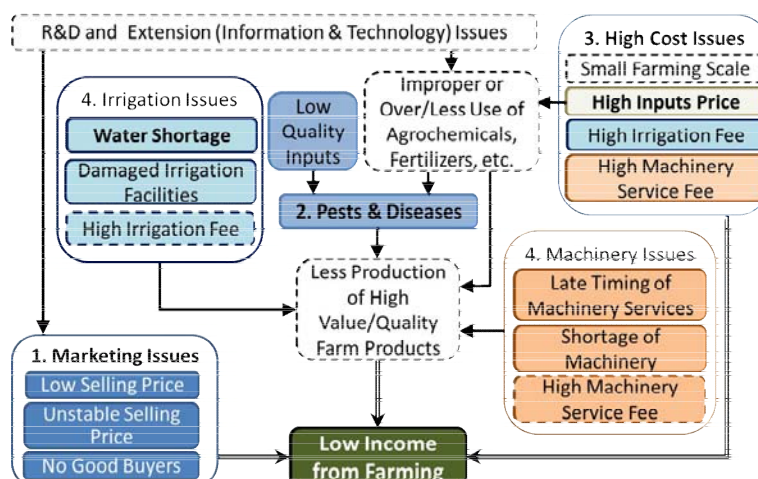 R&D and Extension (Information & Technology) Issues
3. High Cost Issues
Small Farming Scale
High Inputs Price
High Irrigation Fee
High Machinery
Service Fee
4. Irrigation Issues
Water Shortage
Damaged Irrigation
Facilities
High Irrigation Fee
Low
Quality
Inputs
Improper or
Over/Less Use of
Agrochemicals,
Fertilizers, etc.
2. Pests & Diseases
Less Production
of High
Value/Quality
Farm Products
4. Machinery Issues
Late Timing of
Machinery Services
Shortage of
Machinery
High Machinery
Service Fee
1. Marketing Issues
Low Selling Price
Unstable Selling
Price
No Good Buyers
Low Income
from Farming